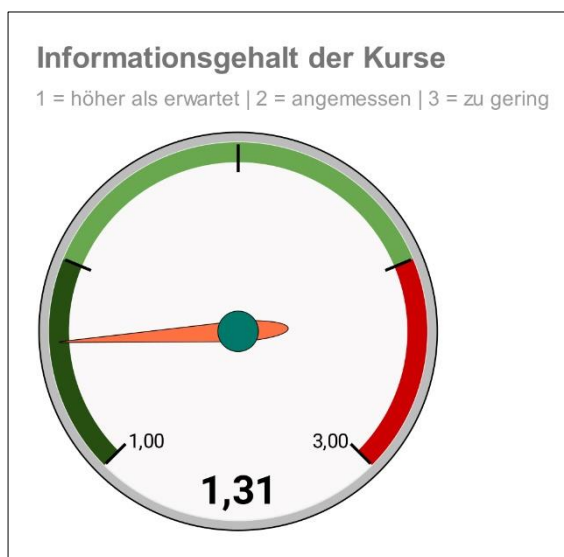 Informationsgehalt der Kurse
1 = höher als erwartet | 2 = angemessen | 3 = zu gering
1,00
3,00
1,31